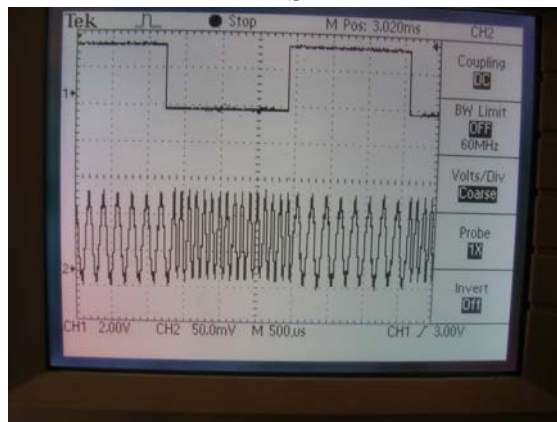 Tek Stop M Pos: 3.020ms CH2
Coupling
DC
BW Limit
OFF
60MHz
Volts/Div
Coarse
Probe
1X
Invert
Off
1
2
CH1 2.00V CH2 50.0mV M 500us CH1 / 3.00V